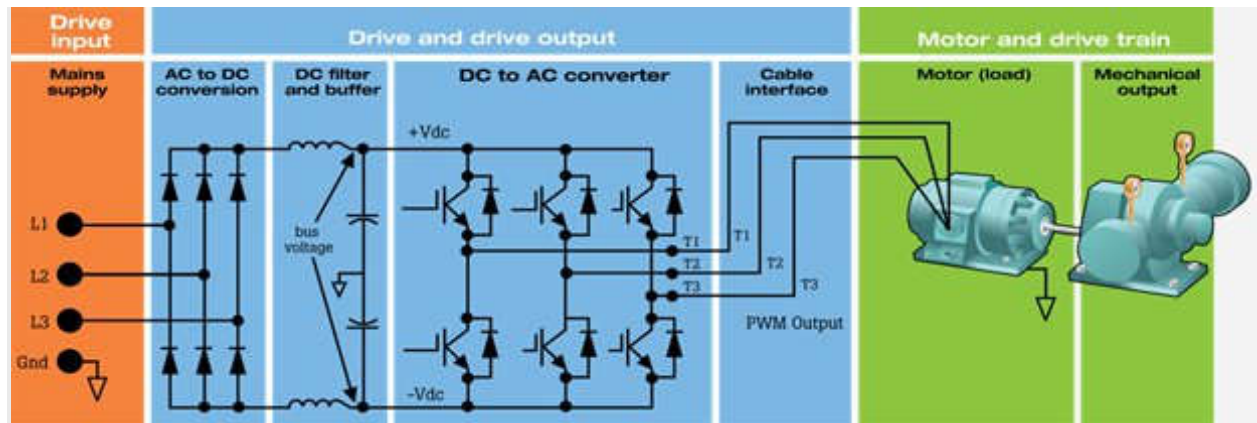 Drive
input
Drive and drive output
Motor and drive train
Mains
supply
AC to DC
conversion
DC filter
and buffer
DC to AC converter
Cable
interface
Motor (load)
Mechanical
output
+Vdc
L1
bus
voltage
T1
T1
L2
T2
T2
T3
T3
L3
PWM Output
Gnd
–Vdc